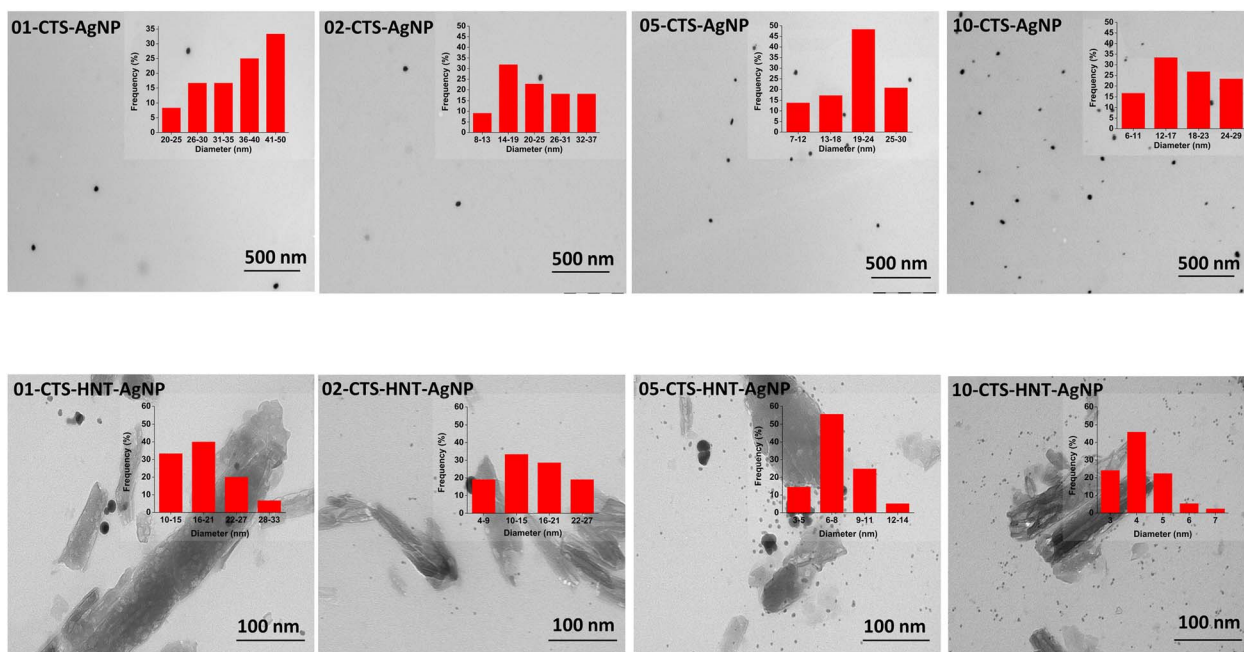 01-CTS-AgNP
35
30
25
20
15
10
5
0
Frequency (%)
20-25 26-30 31-35 36-40 41-50
Diameter (nm)
500 nm
02-CTS-AgNP
50
45
40
35
30
25
20
15
10
5
0
Frequency (%)
8-13 14-19 20-25 26-31 32-37
Diameter (nm)
500 nm
05-CTS-AgNP
50
45
40
35
30
25
20
15
10
5
0
Frequency (%)
7-12 13-18 19-24 25-30
Diameter (nm)
500 nm
10-CTS-AgNP
50
45
40
35
30
25
20
15
10
5
0
Frequency (%)
6-11 12-17 18-23 24-29
Diameter (nm)
500 nm
01-CTS-HNT-AgNP
60
50
40
30
20
10
0
Frequency (%)
10-15 16-21 22-27 28-33
Diameter (nm)
100 nm
02-CTS-HNT-AgNP
60
50
40
30
20
10
0
Frequency (%)
4-9 10-15 16-21 22-27
Diameter (nm)
100 nm
05-CTS-HNT-AgNP
60
50
40
30
20
10
0
Frequency (%)
3-5 6-8 9-11 12-14
Diameter (nm)
100 nm
10-CTS-HNT-AgNP
60
50
40
30
20
10
0
Frequency (%)
3 4 5 6 7
Diameter (nm)
100 nm